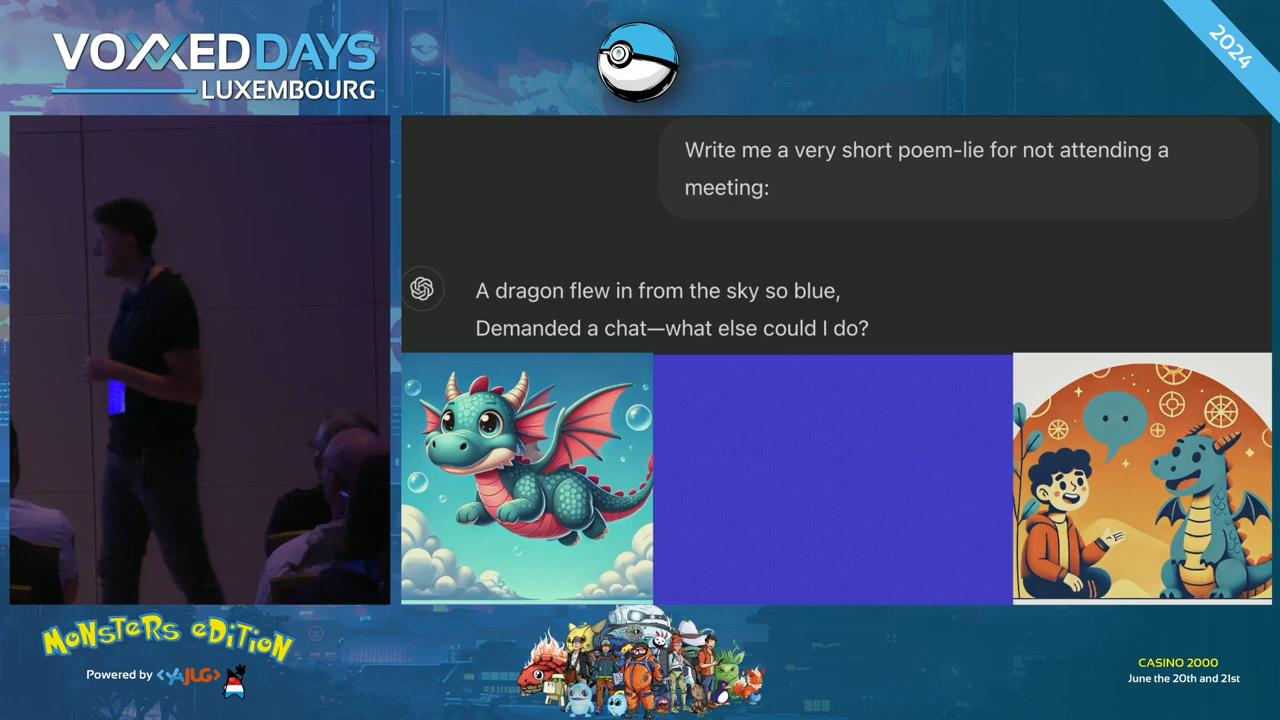 VOXXED DAYS
LUXEMBOURG
2024
Write me a very short poem-lie for not attending a
meeting:
A dragon flew in from the sky so blue,
Demanded a chat—what else could I do?
MONSTERS EDITION
Powered by <YAJUG>
CASINO 2000
June the 20th and 21st